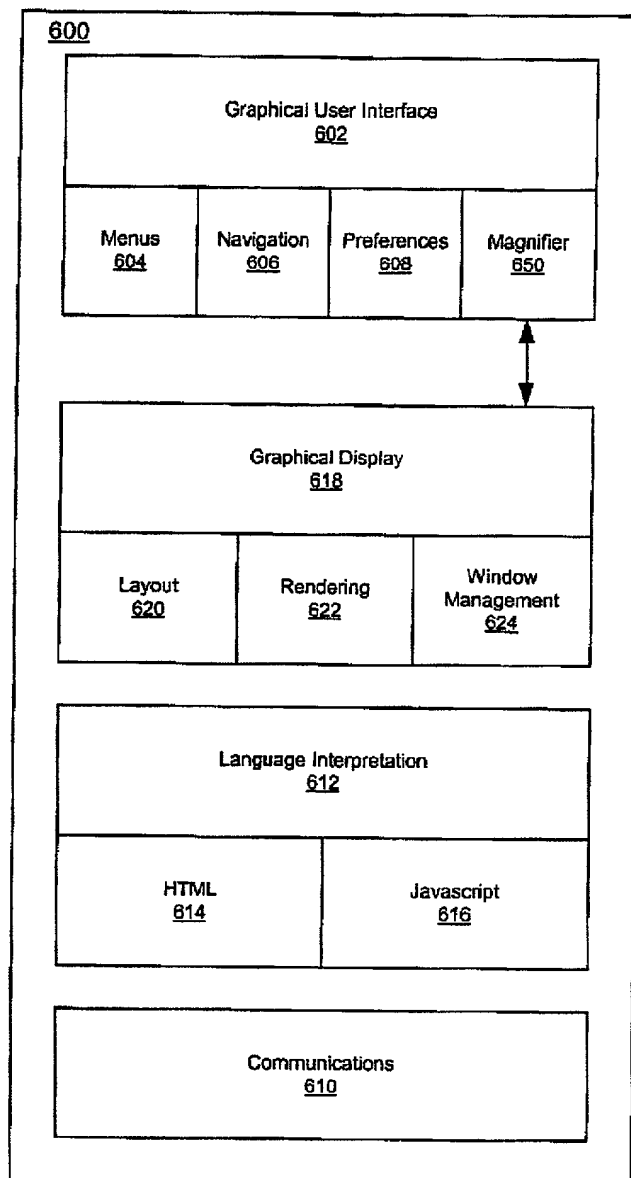 600
Graphical User Interface
602
Menus
604
Navigation
606
Preferences
608
Magnifier
650
Graphical Display
618
Layout
620
Rendering
622
Window
Management
624
Language Interpretation
612
HTML
614
Javascript
616
Communications
610